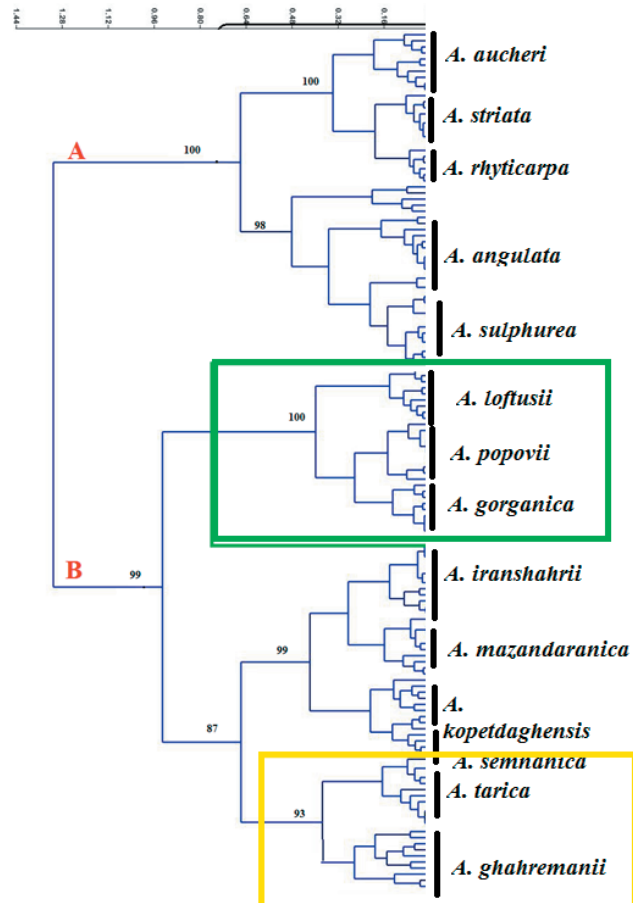 1.44 1.28 1.12 0.96 0.80 0.64 0.48 0.32 0.16
A. aucheri
100
A. striata
A
100
A. rhyticarpa
98
A. angulata
A. sulphurea
A. loftusii
100
A. popovii
A. gorganica
B
99
A. iranshahrii
99
A. mazandaranica
A.
kopetdaghensis
87
A. semnanica
A. tarica
93
A. ghahremanii